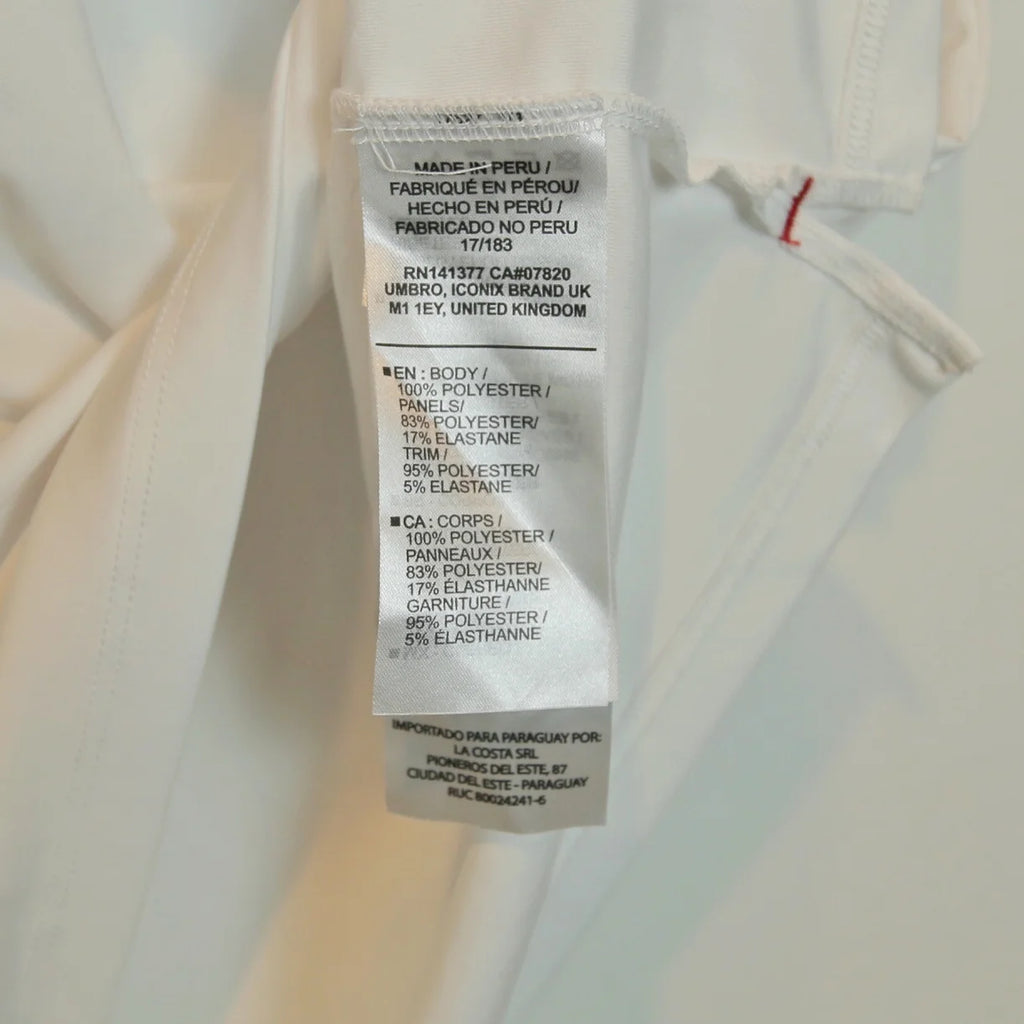 MADE IN PERU /
FABRIQUÉ EN PÉROU/
HECHO EN PERÚ /
FABRICADO NO PERU
17/183
RN141377 CA#07820
UMBRO, ICONIX BRAND UK
M1 1EY, UNITED KINGDOM
■EN : BODY /
100% POLYESTER /
PANELS/
83% POLYESTER/
17% ELASTANE
TRIM /
95% POLYESTER/
5% ELASTANE
■CA : CORPS /
100% POLYESTER /
PANNEAUX /
83% POLYESTER/
17% ÉLASTHANNE
GARNITURE /
95% POLYESTER /
5% ÉLASTHANNE
IMPORTADO PARA PARAGUAY POR:
LA COSTA SRL
PIONEROS DEL ESTE, 87
CIUDAD DEL ESTE - PARAGUAY
RUC 80024241-6